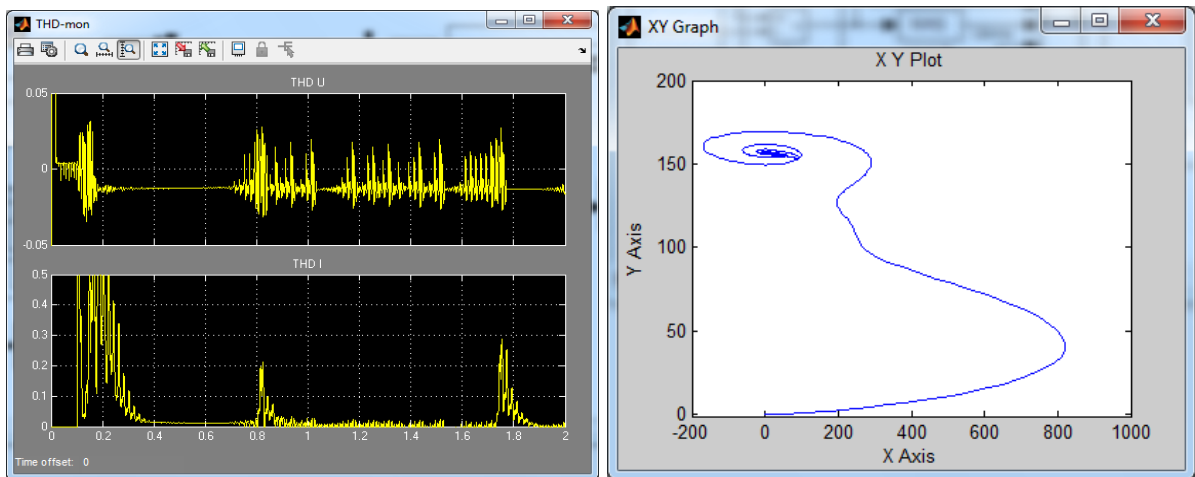 THD-mon
THD U
0.05
0
-0.05
THD I
0.5
0.4
0.3
0.2
0.1
0
0 0.2 0.4 0.6 0.8 1 1.2 1.4 1.6 1.8 2
Time offset: 0
XY Graph
X Y Plot
Y Axis
200
150
100
50
0
-200 0 200 400 600 800 1000
X Axis